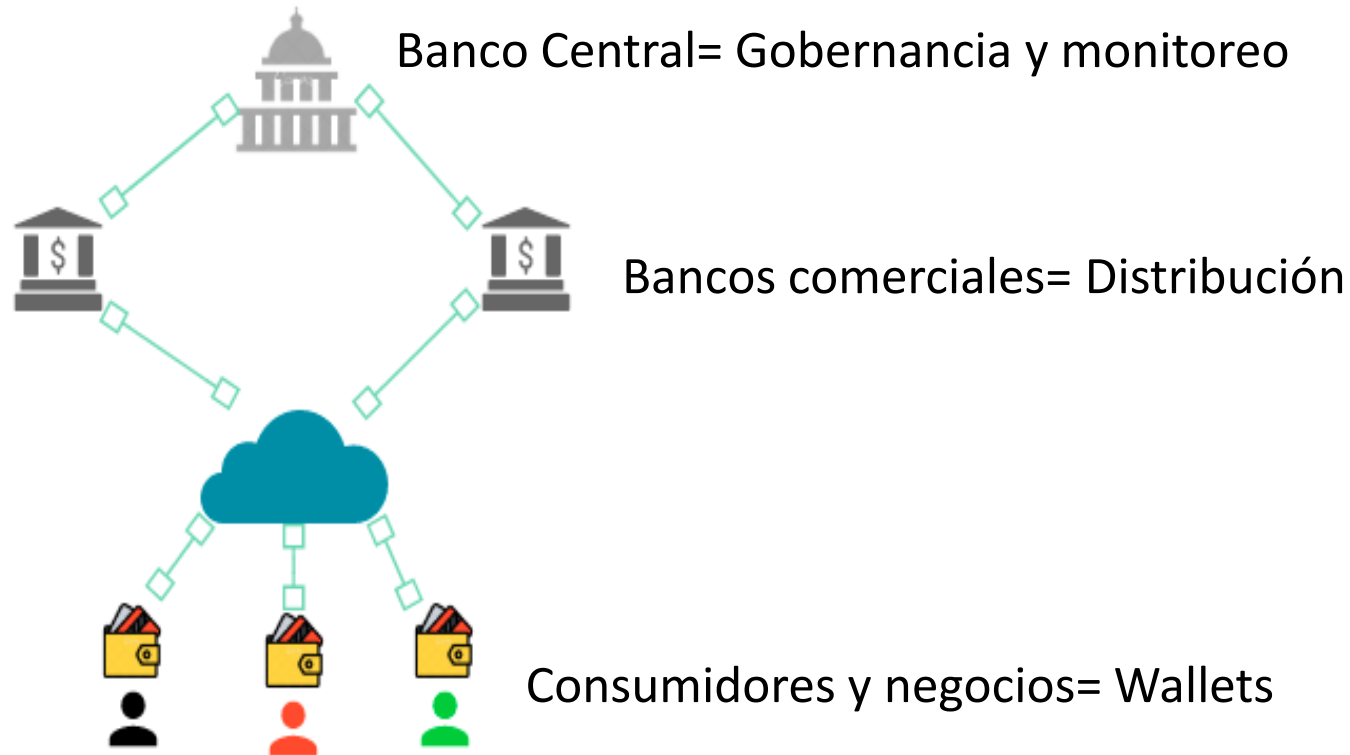 Banco Central= Gobernancia y monitoreo
$ $
Bancos comerciales= Distribución
Consumidores y negocios= Wallets